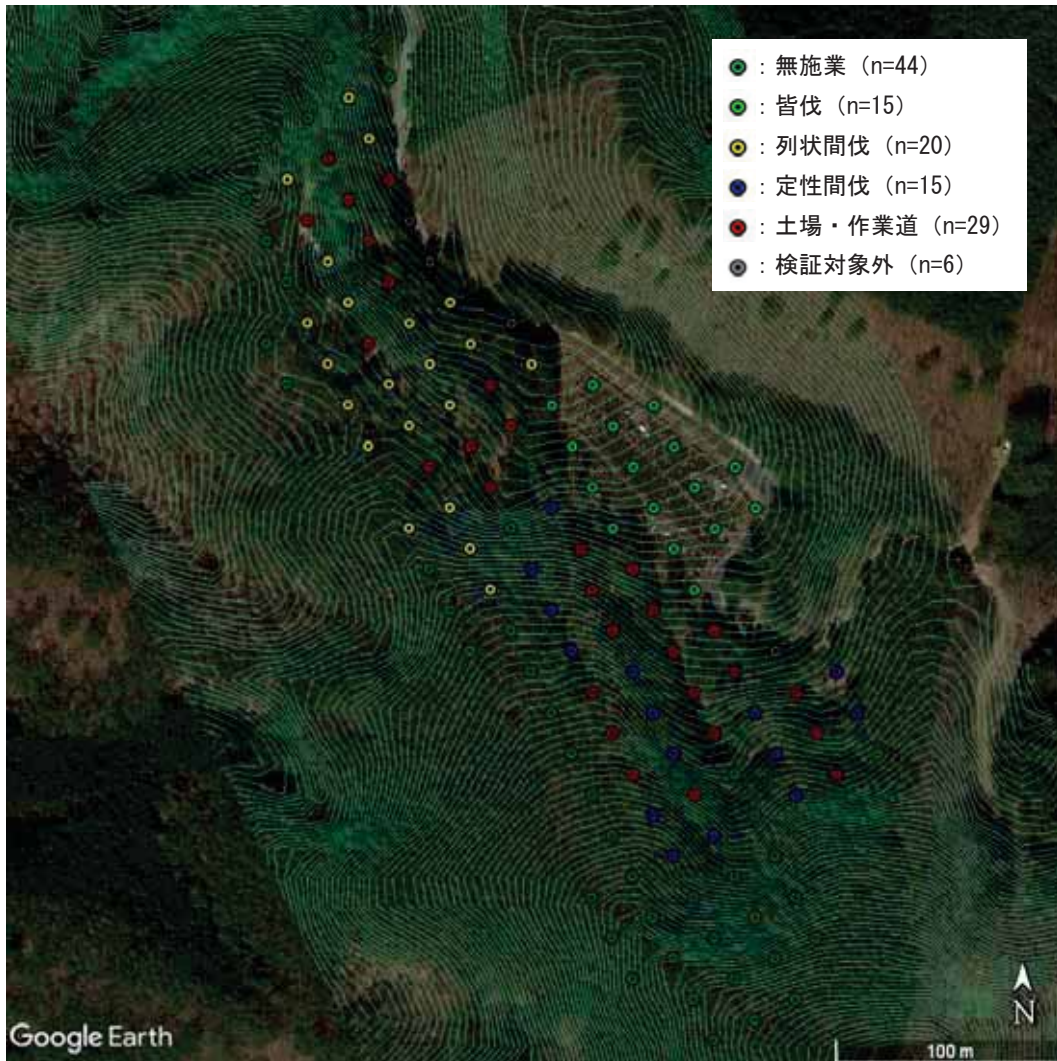 ：無施業（n=44）
：皆伐（n=15）
：列状間伐（n=20）
：定性間伐（n=15）
：土場・作業道（n=29）
：検証対象外（n=6）
N
Google Earth
100 m